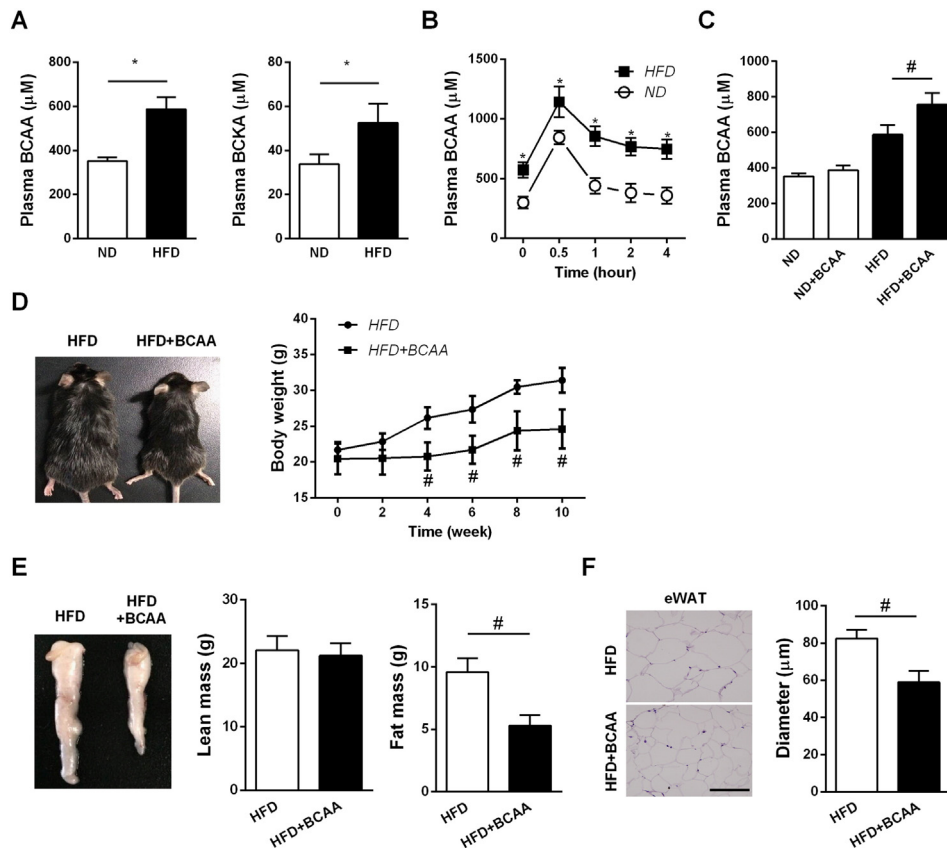 A
Plasma BCAA (μM)
800
600
400
200
0
*
ND
HFD
Plasma BCKA (μM)
80
60
40
20
0
*
ND
HFD
B
Plasma BCAA (μM)
1500
1000
500
0
HFD
ND
*
*
*
*
*
0
0.5
1
2
4
Time (hour)
C
Plasma BCAA (μM)
1000
800
600
400
200
0
#
ND
ND+BCAA
HFD
HFD+BCAA
D
HFD
HFD+BCAA
Body weight (g)
40
35
30
25
20
15
HFD
HFD+BCAA
#
#
#
#
0
2
4
6
8
10
Time (week)
E
HFD
HFD
+BCAA
Lean mass (g)
30
20
10
0
HFD
HFD+BCAA
Fat mass (g)
15
10
5
0
#
HFD
HFD+BCAA
F
eWAT
HFD
HFD+BCAA
Diameter (μm)
100
80
60
40
20
0
#
HFD
HFD+BCAA